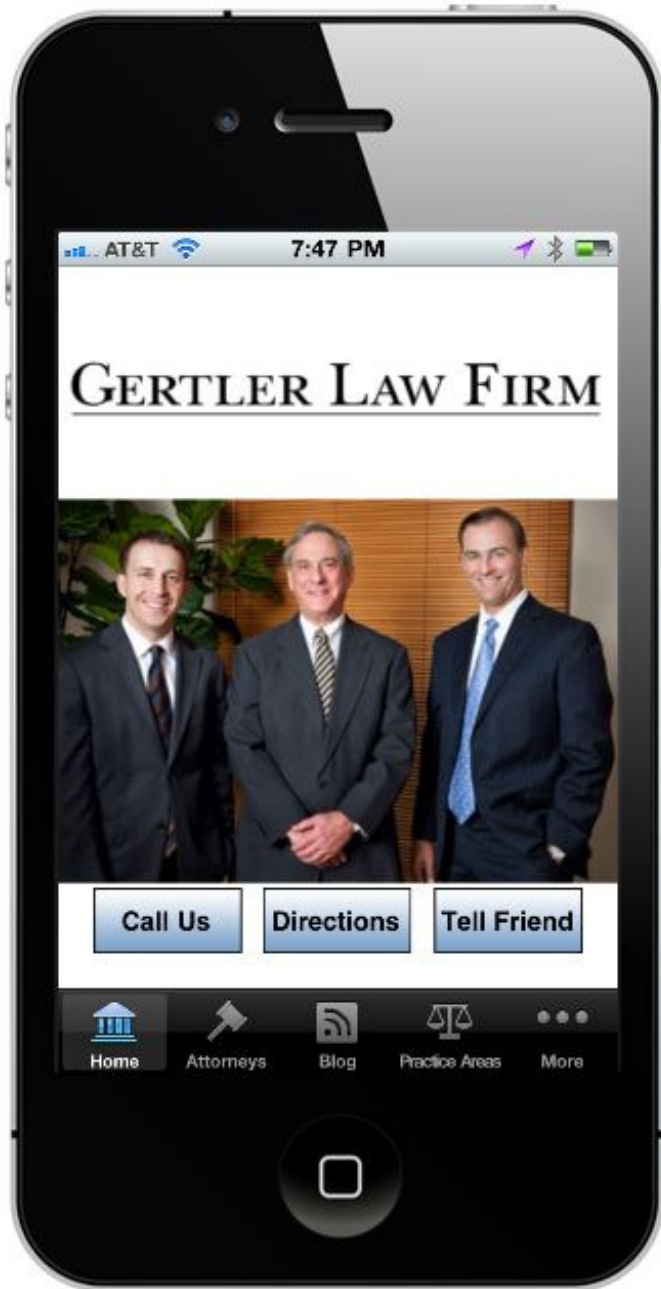 AT&T 7:47 PM
GERTLER LAW FIRM
Call Us Directions Tell Friend
Home Attorneys Blog Practice Areas More